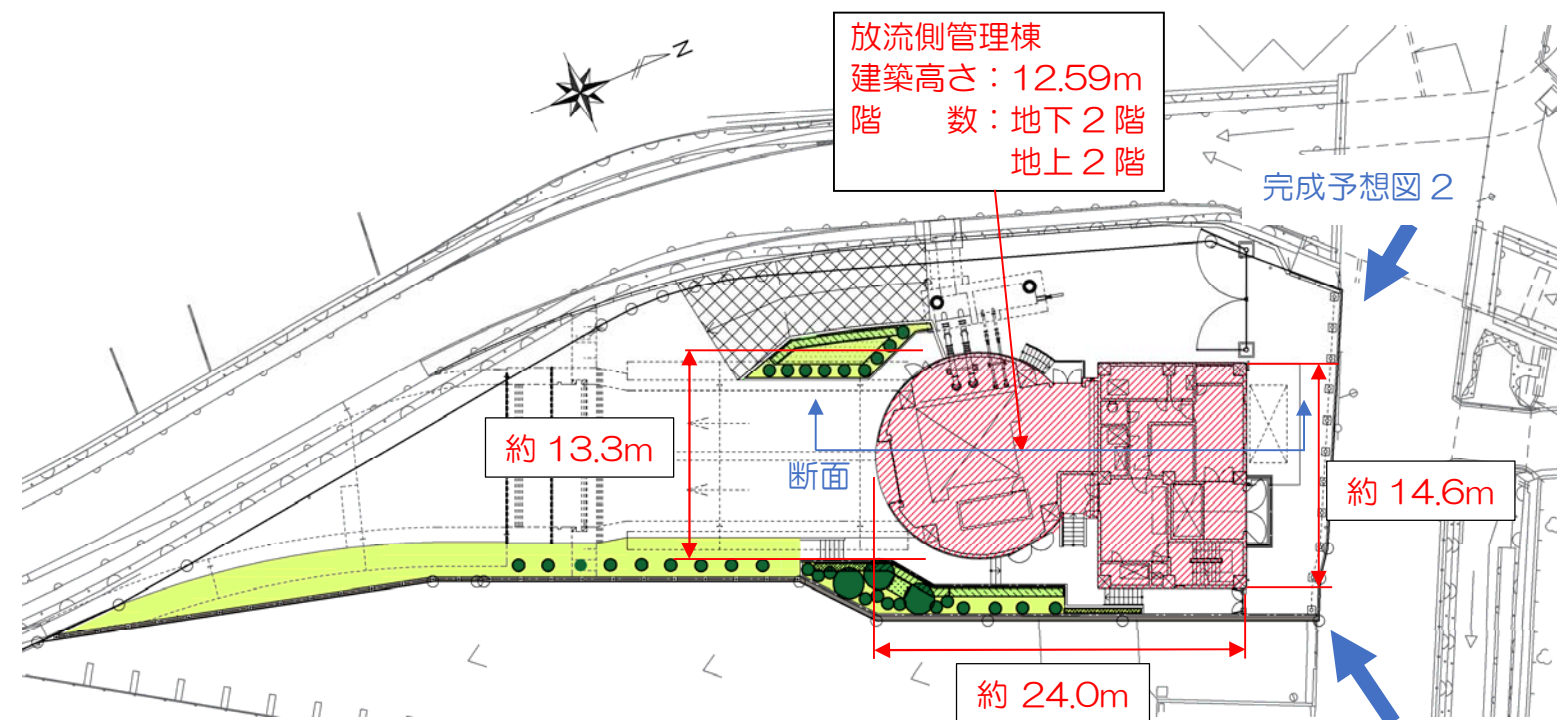 N
放流側管理棟
建築高さ：12.59m
階　　数：地下２階
地上２階
完成予想図２
約 13.3m
断面
約 14.6m
約 24.0m